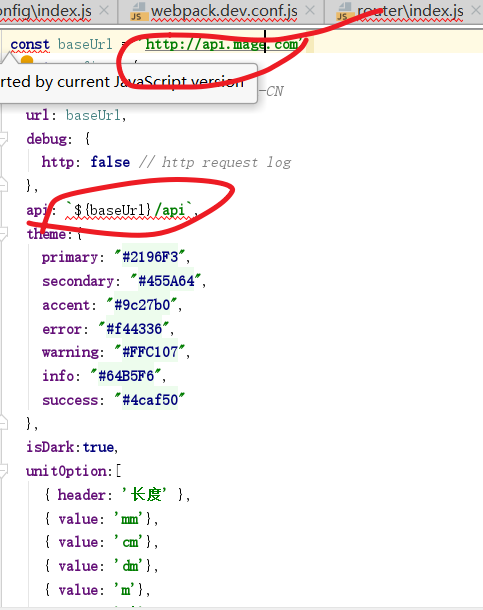 onfig\index.js webpack.dev.conf.js router\index.js
const baseUrl = 'http://api.mage.com'
rted by current JavaScript version
-CN
url: baseUrl,
debug: {
http: false // http request log
},
api: `${baseUrl}/api`,
theme:{
primary: "#2196F3",
secondary: "#455A64",
accent: "#9c27b0",
error: "#f44336",
warning: "#FFC107",
info: "#64B5F6",
success: "#4caf50"
},
isDark:true,
unitOption:[
{ header: '长度' },
{ value: 'mm'},
{ value: 'cm'},
{ value: 'dm'},
{ value: 'm'},